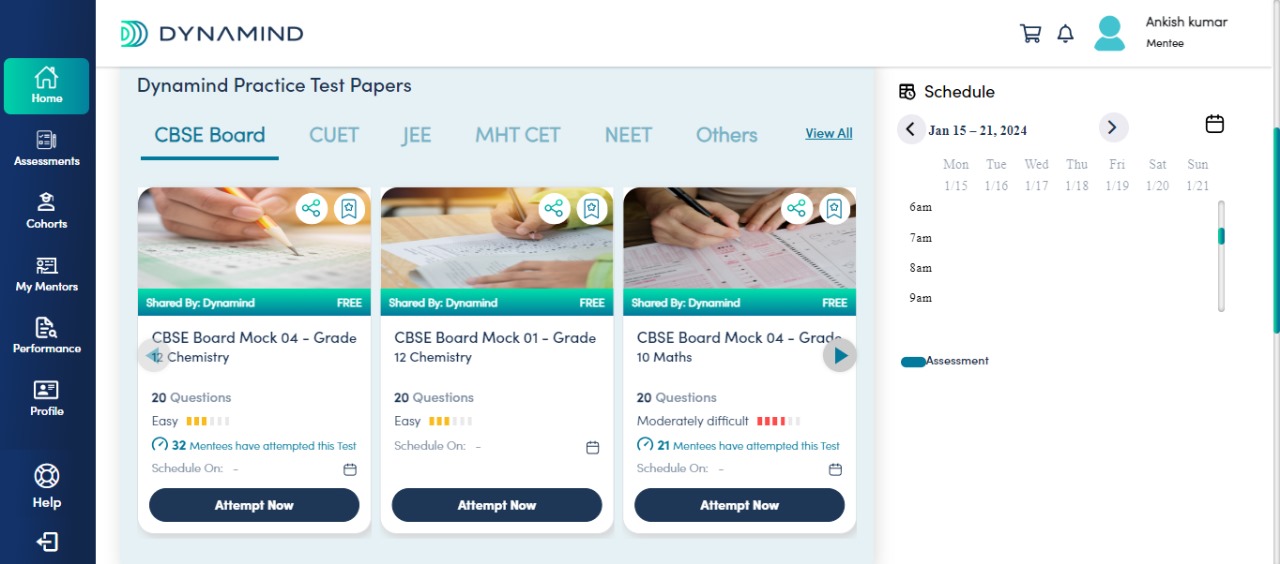 DYNAMIND
Ankish kumar
Mentee
Home
Assessments
Cohorts
My Mentors
Performance
Profile
Help
Dynamind Practice Test Papers
CBSE Board
CUET
JEE
MHT CET
NEET
Others
View All
Shared By: Dynamind
FREE
CBSE Board Mock 04 - Grade
12 Chemistry
20 Questions
Easy
32 Mentees have attempted this Test
Schedule On: -
Attempt Now
Shared By: Dynamind
FREE
CBSE Board Mock 01 - Grade
12 Chemistry
20 Questions
Easy
Schedule On: -
Attempt Now
Shared By: Dynamind
FREE
CBSE Board Mock 04 - Grade
10 Maths
20 Questions
Moderately difficult
21 Mentees have attempted this Test
Schedule On: -
Attempt Now
Schedule
Jan 15 – 21, 2024
Mon Tue Wed Thu Fri Sat Sun
1/15 1/16 1/17 1/18 1/19 1/20 1/21
6am
7am
8am
9am
Assessment